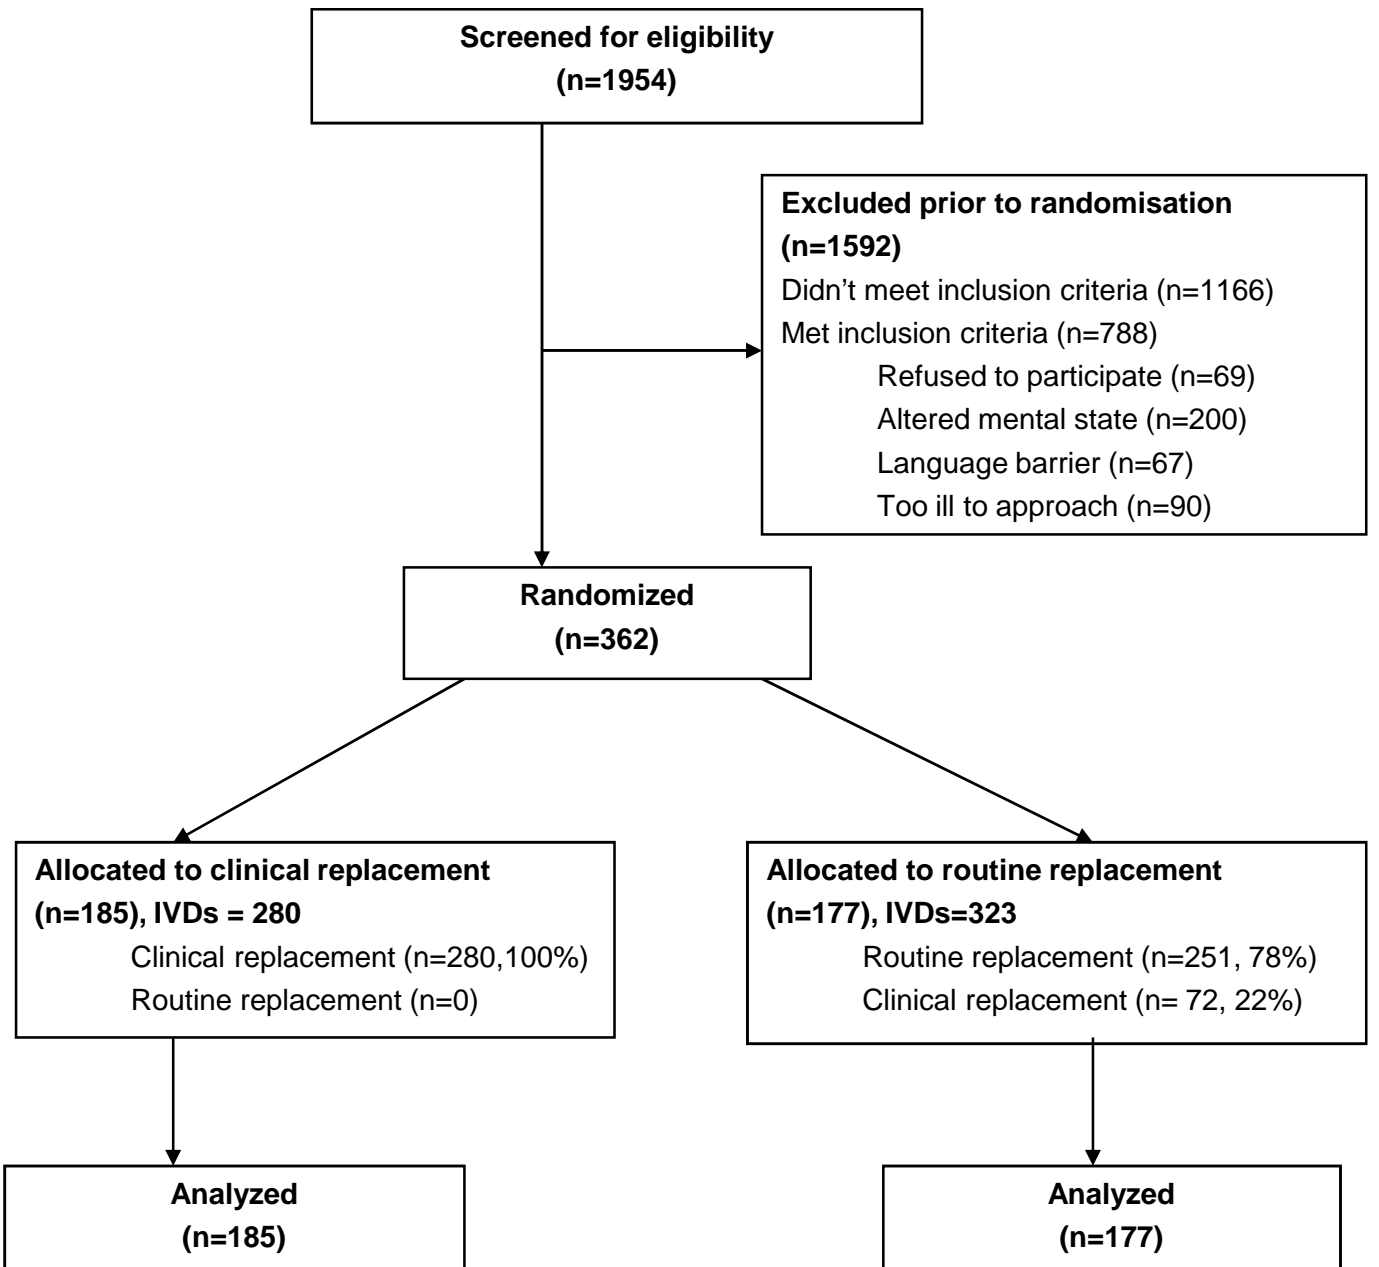 Screened for eligibility
(n=1954)
Excluded prior to randomisation
(n=1592)
Didn’t meet inclusion criteria (n=1166)
Met inclusion criteria (n=788)
Refused to participate (n=69)
Altered mental state (n=200)
Language barrier (n=67)
Too ill to approach (n=90)
Randomized
(n=362)
Allocated to clinical replacement
(n=185), IVDs = 280
Clinical replacement (n=280,100%)
Routine replacement (n=0)
Allocated to routine replacement
(n=177), IVDs=323
Routine replacement (n=251, 78%)
Clinical replacement (n= 72, 22%)
Analyzed
(n=185)
Analyzed
(n=177)